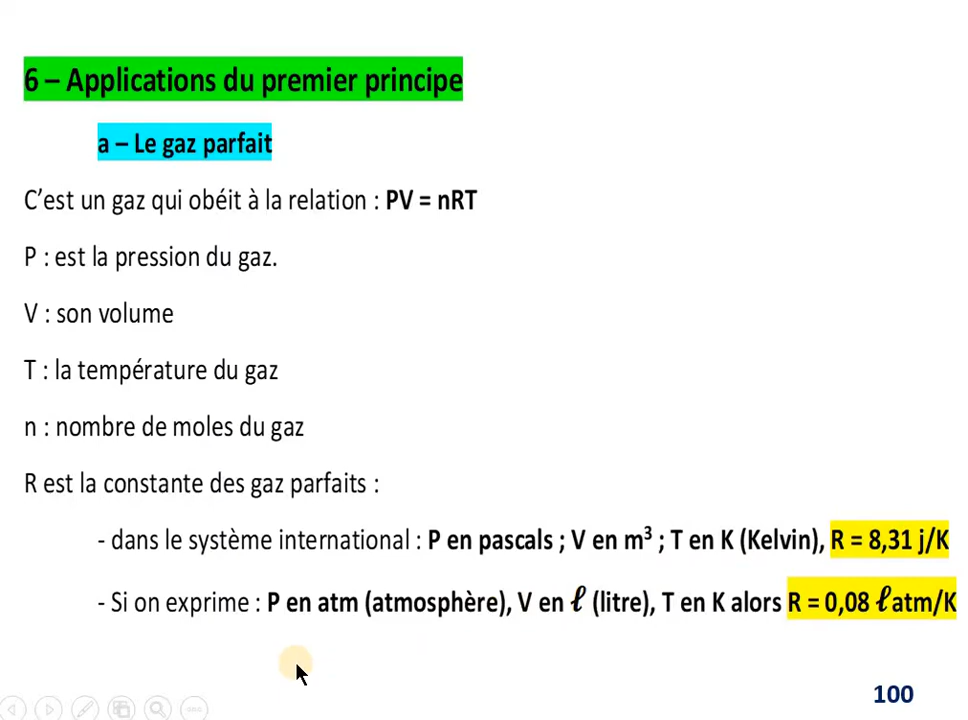 6 – Applications du premier principe
a – Le gaz parfait
C’est un gaz qui obéit à la relation : PV = nRT
P : est la pression du gaz.
V : son volume
T : la température du gaz
n : nombre de moles du gaz
R est la constante des gaz parfaits :
- dans le système international : P en pascals ; V en m³ ; T en K (Kelvin), R = 8,31 j/K
- Si on exprime : P en atm (atmosphère), V en ℓ (litre), T en K alors R = 0,08 ℓatm/K
100